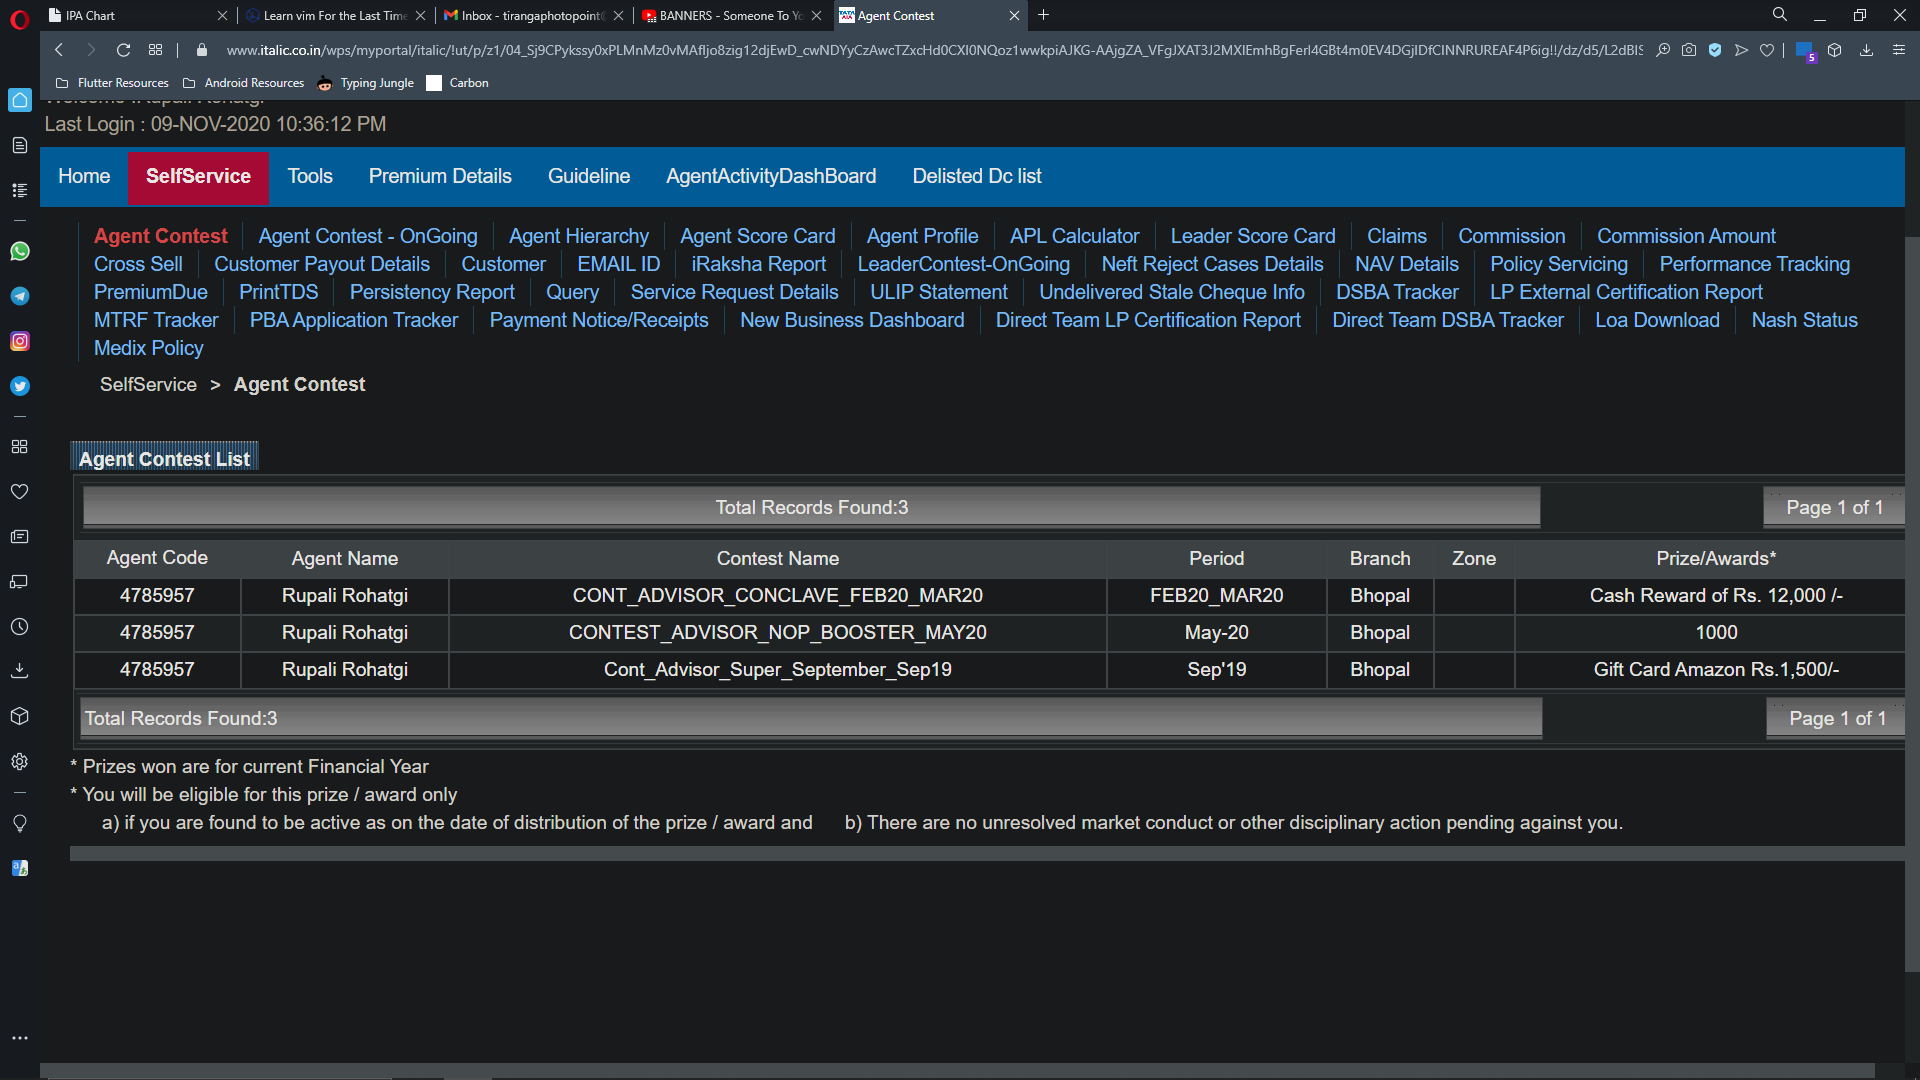 IPA Chart
Learn vim For the Last Time
Inbox - tirangaphotopoint
BANNERS - Someone To Yo
TATA AIA
Agent Contest
www.italic.co.in/wps/myportal/italic/
5
Flutter Resources
Android Resources
Typing Jungle
Carbon
Last Login : 09-NOV-2020 10:36:12 PM
Home
SelfService
Tools
Premium Details
Guideline
AgentActivityDashBoard
Delisted Dc list
Agent Contest Agent Contest - OnGoing Agent Hierarchy Agent Score Card Agent Profile APL Calculator Leader Score Card Claims Commission Commission Amount
Cross Sell Customer Payout Details Customer EMAIL ID iRaksha Report LeaderContest-OnGoing Neft Reject Cases Details NAV Details Policy Servicing Performance Tracking
PremiumDue PrintTDS Persistency Report Query Service Request Details ULIP Statement Undelivered Stale Cheque Info DSBA Tracker LP External Certification Report
MTRF Tracker PBA Application Tracker Payment Notice/Receipts New Business Dashboard Direct Team LP Certification Report Direct Team DSBA Tracker Loa Download Nash Status
Medix Policy
SelfService > Agent Contest
Agent Contest List
Total Records Found:3 Page 1 of 1
Agent Code Agent Name Contest Name Period Branch Zone Prize/Awards*
4785957 Rupali Rohatgi CONT_ADVISOR_CONCLAVE_FEB20_MAR20 FEB20_MAR20 Bhopal Cash Reward of Rs. 12,000 /-
4785957 Rupali Rohatgi CONTEST_ADVISOR_NOP_BOOSTER_MAY20 May-20 Bhopal 1000
4785957 Rupali Rohatgi Cont_Advisor_Super_September_Sep19 Sep'19 Bhopal Gift Card Amazon Rs.1,500/-
Total Records Found:3 Page 1 of 1
* Prizes won are for current Financial Year
* You will be eligible for this prize / award only
a) if you are found to be active as on the date of distribution of the prize / award and b) There are no unresolved market conduct or other disciplinary action pending against you.